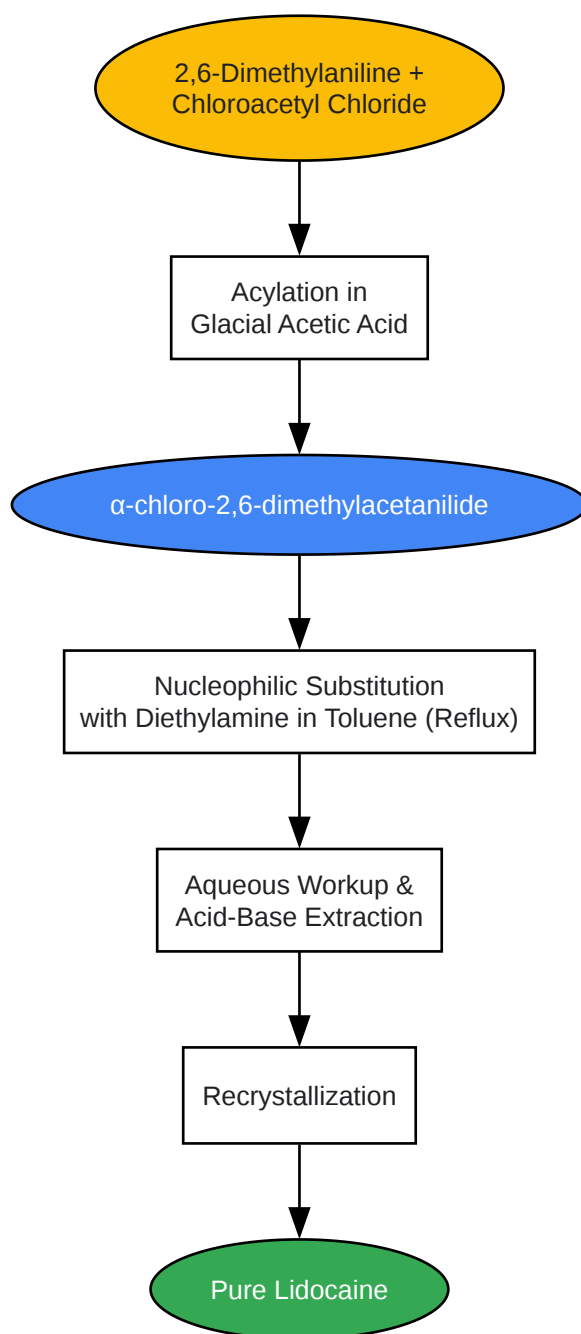 2,6-Dimethylaniline +
Chloroacetyl Chloride
Acylation in
Glacial Acetic Acid
α-chloro-2,6-dimethylacetanilide
Nucleophilic Substitution
with Diethylamine in Toluene (Reflux)
Aqueous Workup &
Acid-Base Extraction
Recrystallization
Pure Lidocaine